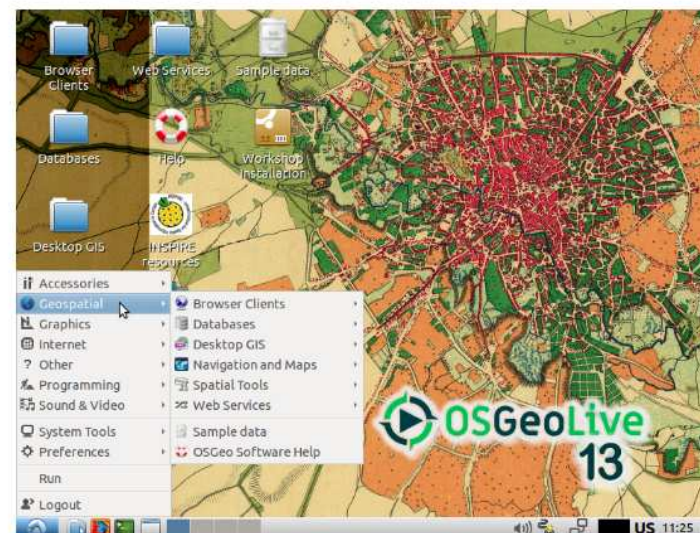 Browser
Clients
Web Services
Sample data
Databases
Help
Workshop
Installation
Desktop GIS
INSPIRE
resources
Accessories
Geospatial
Graphics
Internet
? Other
Programming
Sound & Video
System Tools
Preferences
Run
Logout
Browser Clients
Databases
Desktop GIS
Navigation and Maps
Spatial Tools
Web Services
Sample data
OSGeo Software Help
OSGeoLive
13
US 11:25